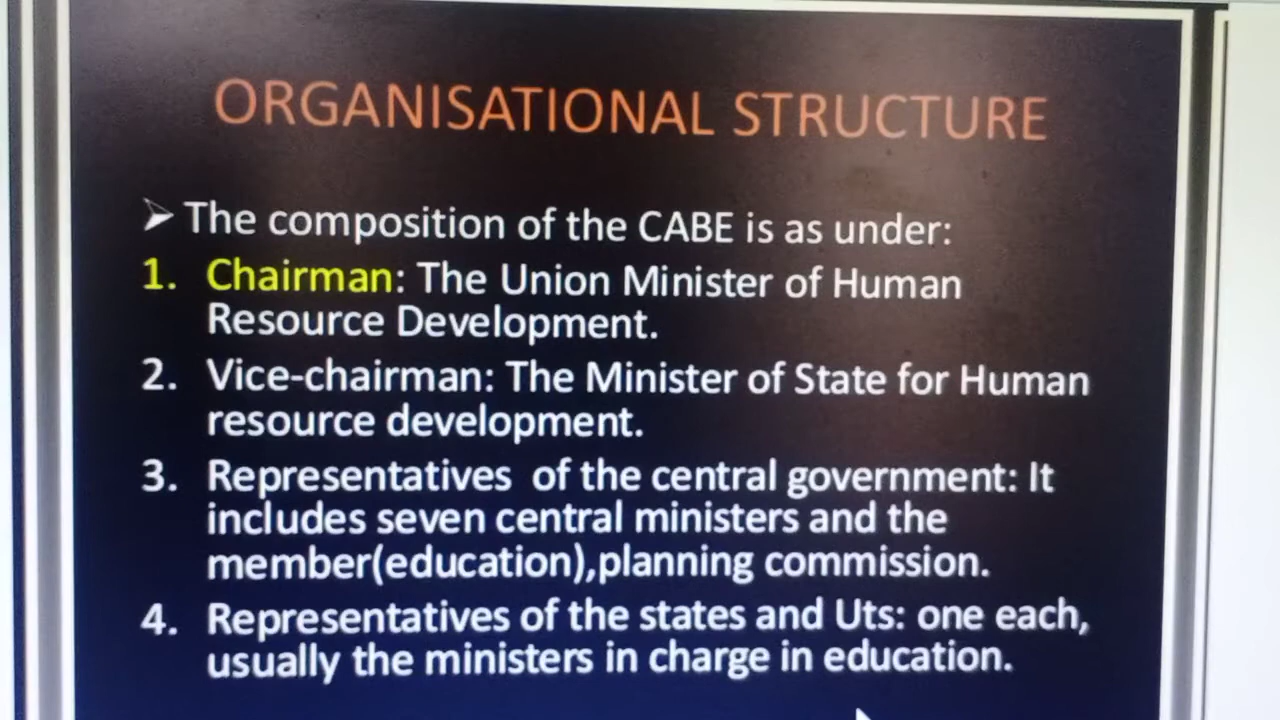 ORGANISATIONAL STRUCTURE
➤ The composition of the CABE is as under:
1. Chairman: The Union Minister of Human
Resource Development.
2. Vice-chairman: The Minister of State for Human
resource development.
3. Representatives of the central government: It
includes seven central ministers and the
member(education),planning commission.
4. Representatives of the states and Uts: one each,
usually the ministers in charge in education.